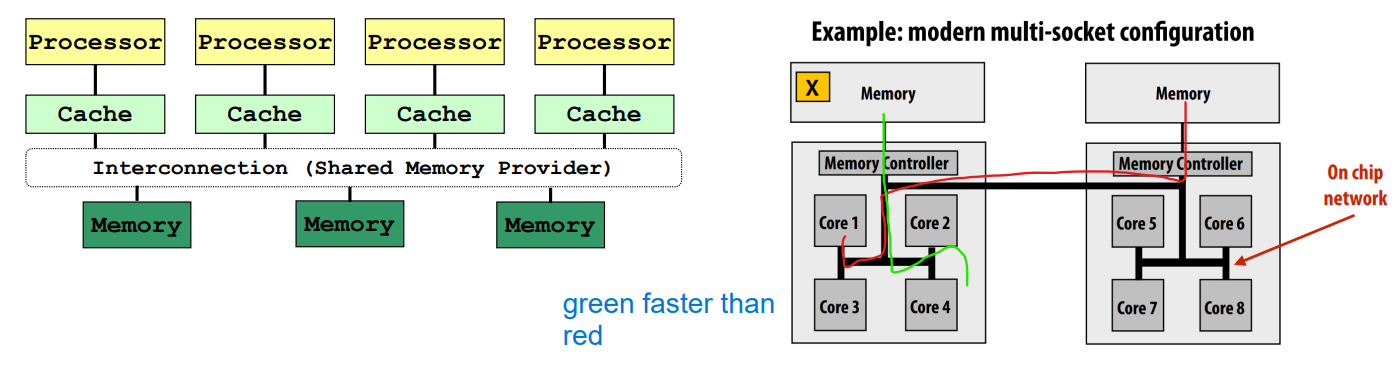 Processor Processor Processor Processor
Cache Cache Cache Cache
Interconnection (Shared Memory Provider)
Memory Memory Memory
green faster than
red
Example: modern multi-socket configuration
X Memory Memory
Memory Controller Memory Controller
Core 1 Core 2 Core 5 Core 6
Core 3 Core 4 Core 7 Core 8
On chip
network